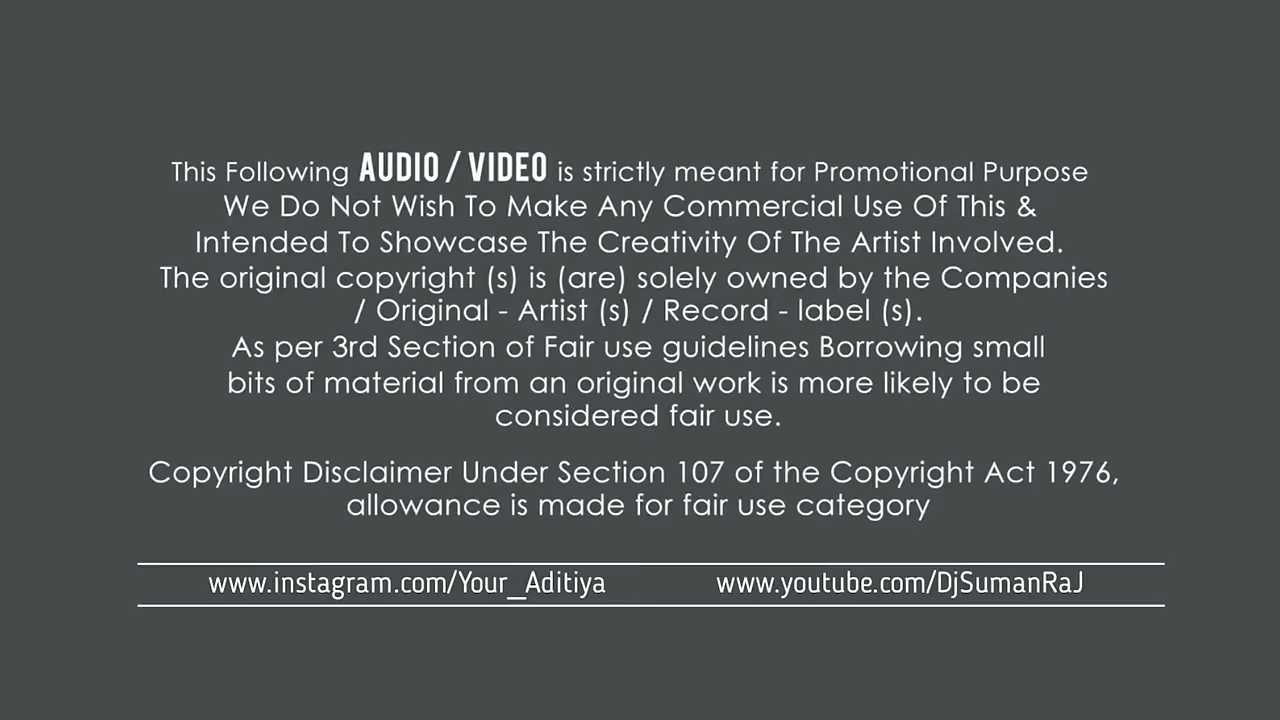 This Following AUDIO / VIDEO is strictly meant for Promotional Purpose
We Do Not Wish To Make Any Commercial Use Of This &
Intended To Showcase The Creativity Of The Artist Involved.
The original copyright (s) is (are) solely owned by the Companies
/ Original - Artist (s) / Record - label (s).
As per 3rd Section of Fair use guidelines Borrowing small
bits of material from an original work is more likely to be
considered fair use.
Copyright Disclaimer Under Section 107 of the Copyright Act 1976,
allowance is made for fair use category
www.instagram.com/Your_Aditiya www.youtube.com/DjSumanRaJ